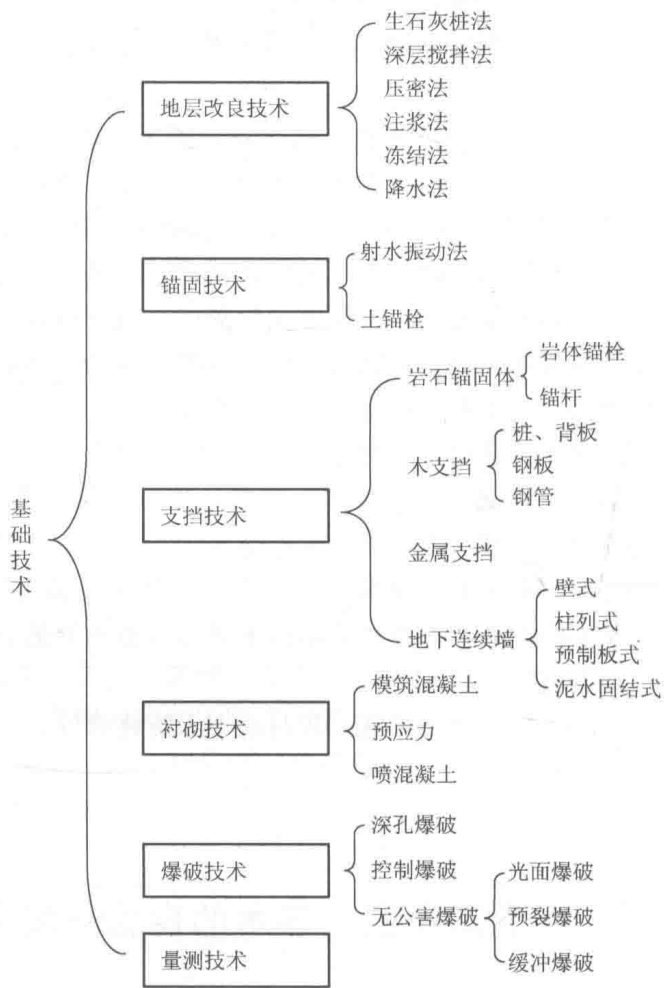 基础技术
地层改良技术
生石灰桩法
深层搅拌法
压密法
注浆法
冻结法
降水法
锚固技术
射水振动法
土锚栓
支挡技术
岩石锚固体
岩体锚栓
锚杆
木支挡
桩、背板
钢板
钢管
金属支挡
地下连续墙
壁式
柱列式
预制板式
泥水固结式
衬砌技术
模筑混凝土
预应力
喷混凝土
爆破技术
深孔爆破
控制爆破
无公害爆破
光面爆破
预裂爆破
缓冲爆破
量测技术